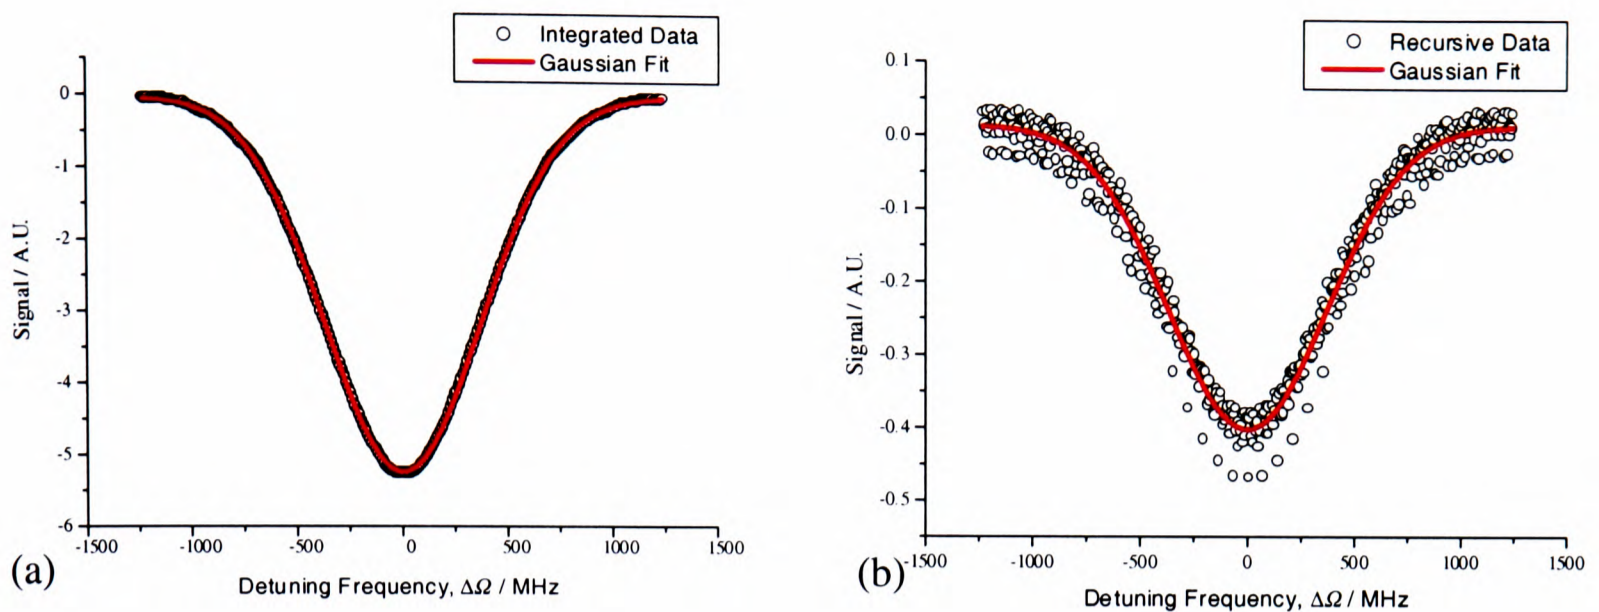 Integrated Data
Gaussian Fit
0
-1
-2
-3
-4
-5
-6
Signal / A.U.
-1500
-1000
-500
0
500
1000
1500
(a)
Detuning Frequency, ΔΩ / MHz
Recursive Data
Gaussian Fit
0.1
0.0
-0.1
-0.2
-0.3
-0.4
-0.5
Signal / A.U.
-1500
-1000
-500
0
500
1000
1500
(b)
Detuning Frequency, ΔΩ / MHz